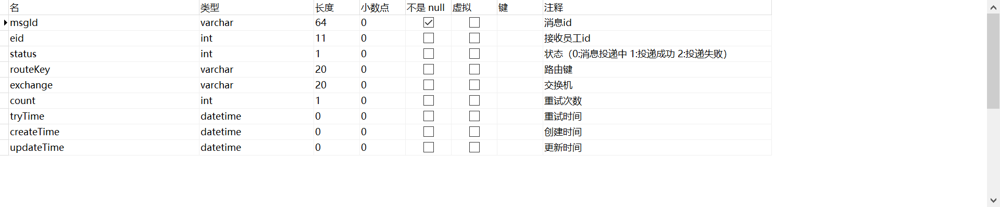 名 类型 长度 小数点 不是 null 虚拟 键 注释
msgId varchar 64 0 消息id
eid int 11 0 接收员工id
status int 1 0 状态（0:消息投递中 1:投递成功 2:投递失败）
routeKey varchar 20 0 路由键
exchange varchar 20 0 交换机
count int 1 0 重试次数
tryTime datetime 0 0 重试时间
createTime datetime 0 0 创建时间
updateTime datetime 0 0 更新时间